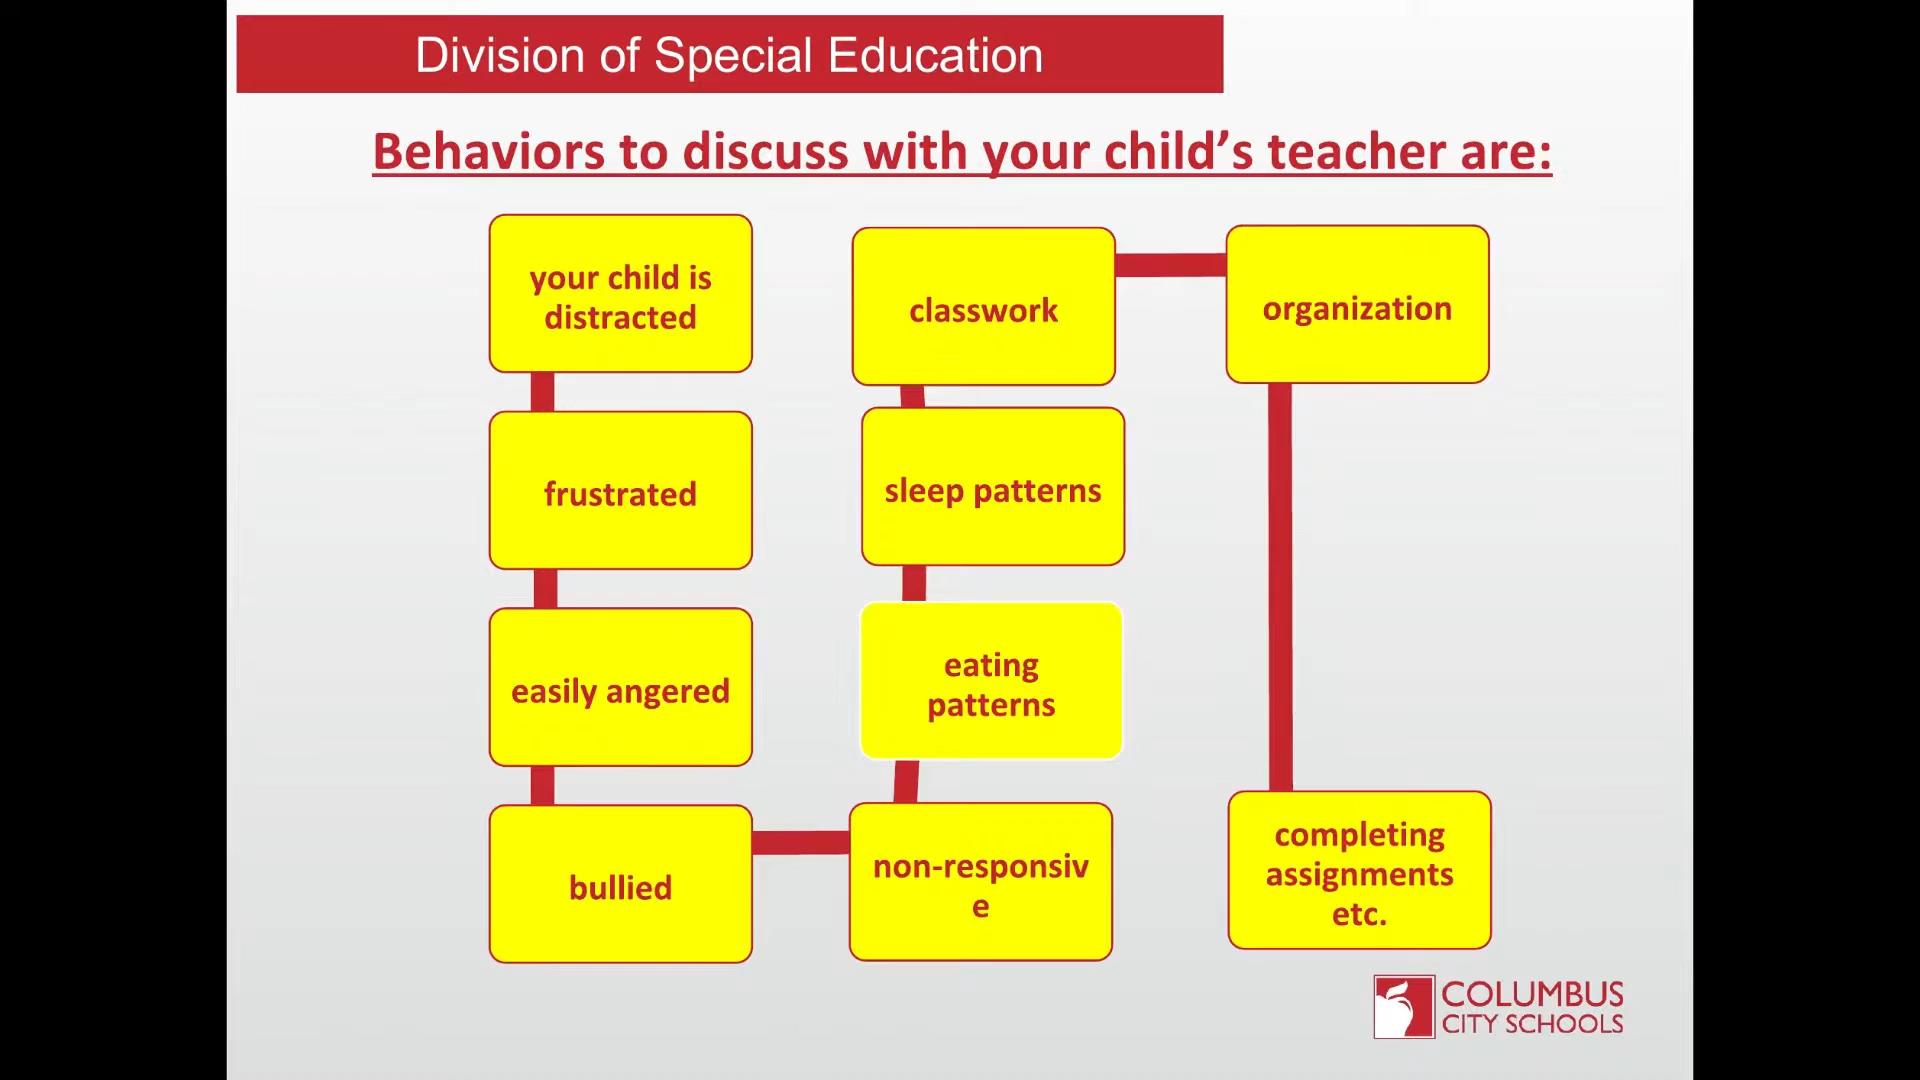 Division of Special Education
Behaviors to discuss with your child’s teacher are:
your child is
distracted
frustrated
easily angered
bullied
non-responsiv
e
eating
patterns
sleep patterns
classwork
organization
completing
assignments
etc.
COLUMBUS
CITY SCHOOLS